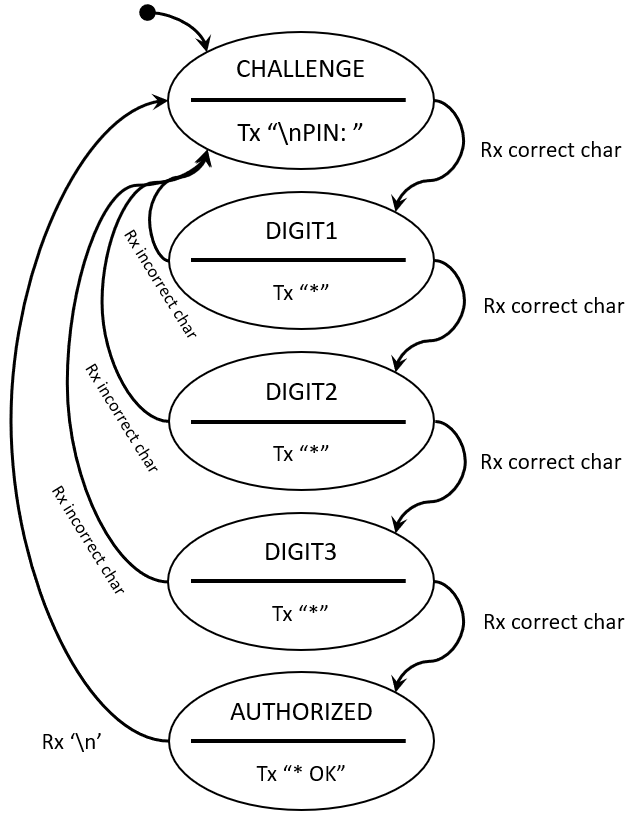 CHALLENGE
Tx “\nPIN: ”
Rx correct char
DIGIT1
Tx “*”
Rx incorrect char
Rx correct char
DIGIT2
Tx “*”
Rx incorrect char
Rx correct char
DIGIT3
Tx “*”
Rx incorrect char
Rx correct char
AUTHORIZED
Tx “* OK”
Rx ‘\n’